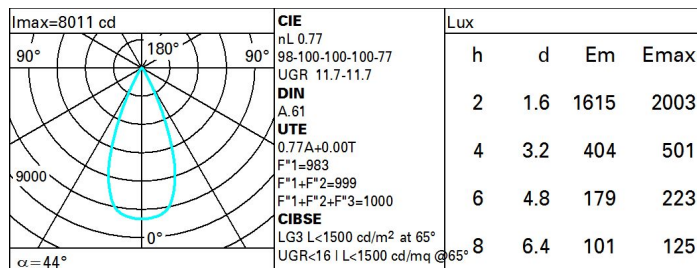 Imax=8011 cd
90° 180° 90°
9000
0°
α=44°
CIE
nL 0.77
98-100-100-100-77
UGR 11.7-11.7
DIN
A.61
UTE
0.77A+0.00T
F"1=983
F"1+F"2=999
F"1+F"2+F"3=1000
CIBSE
LG3 L<1500 cd/m² at 65°
UGR<16 | L<1500 cd/mq @65°
Lux
h d Em Emax
2 1.6 1615 2003
4 3.2 404 501
6 4.8 179 223
8 6.4 101 125